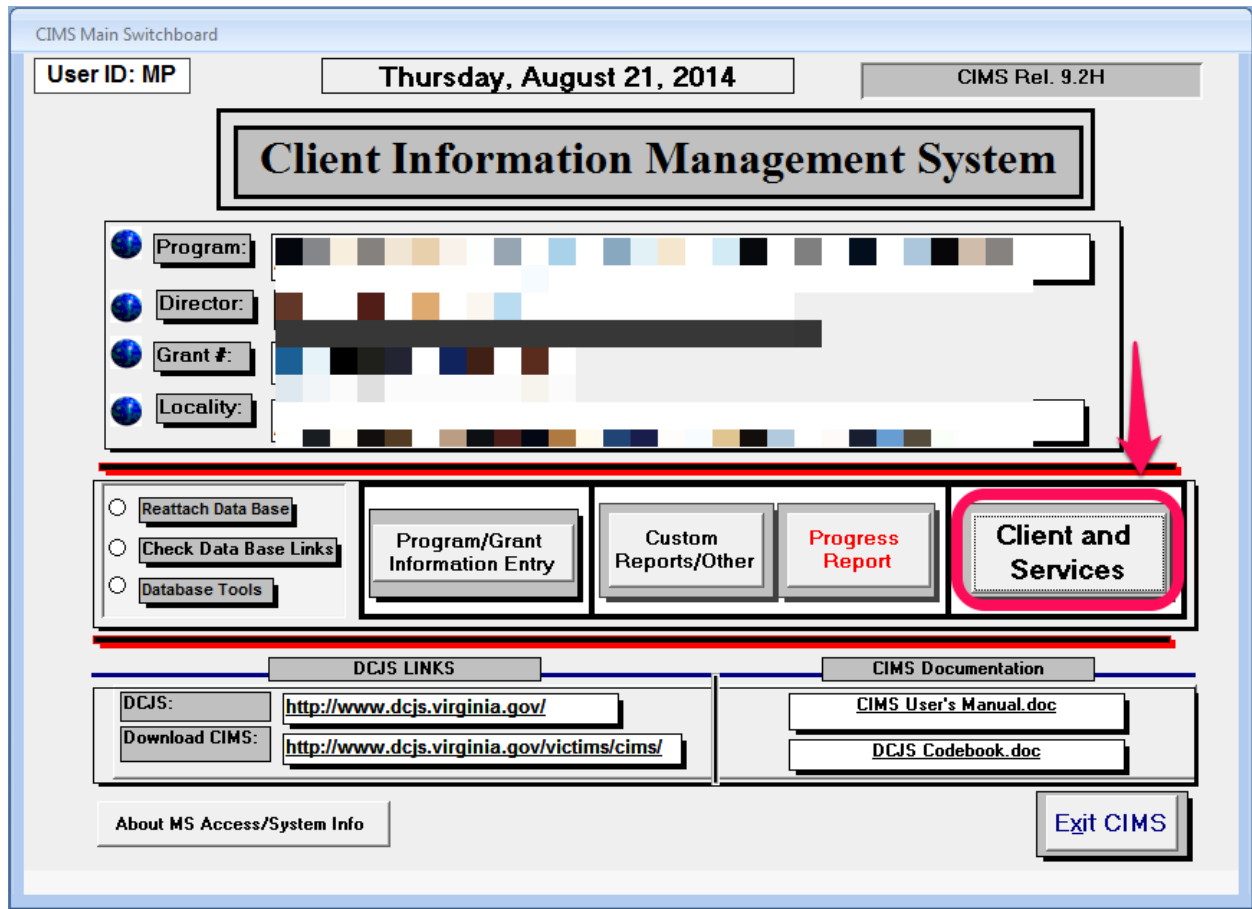 CIMS Main Switchboard
User ID: MP
Thursday, August 21, 2014
CIMS Rel. 9.2H
Client Information Management System
Program:
Director:
Grant #:
Locality:
Reattach Data Base
Check Data Base Links
Database Tools
Program/Grant
Information Entry
Custom
Reports/Other
Progress
Report
Client and
Services
DCJS LINKS
DCJS:
http://www.dcjs.virginia.gov/
Download CIMS:
http://www.dcjs.virginia.gov/victims/cims/
CIMS Documentation
CIMS User's Manual.doc
DCJS Codebook.doc
About MS Access/System Info
Exit CIMS